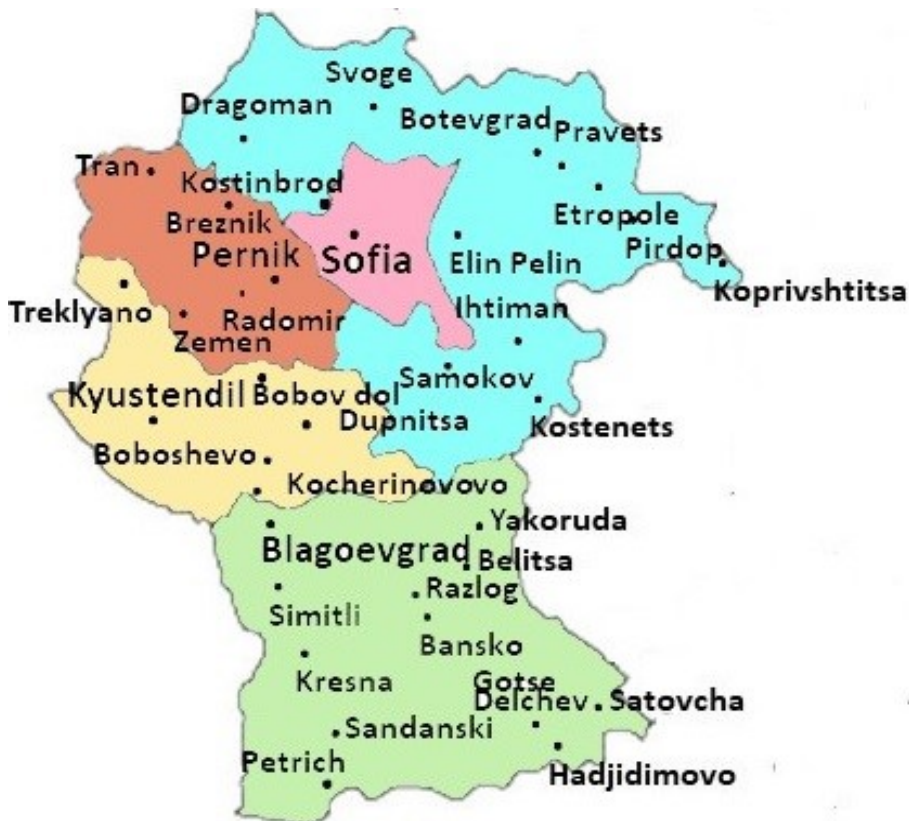 Svoge
Dragoman
Botevgrad
Pravets
Tran
Kostinbrod
Breznik
Etropole
Pernik
Sofia
Elin Pelin
Pirdop
Koprivshtitsa
Treklyano
Radomir
Ihtiman
Zemen
Samokov
Kyustendil
Bobov dol
Dupnitsa
Kostenets
Boboshevo
Kocherinovovo
Yakoruda
Blagoevgrad
Belitsa
Razlog
Simitli
Bansko
Kresna
Gotse
Delchev
Satovcha
Sandanski
Petrich
Hadjidimovo